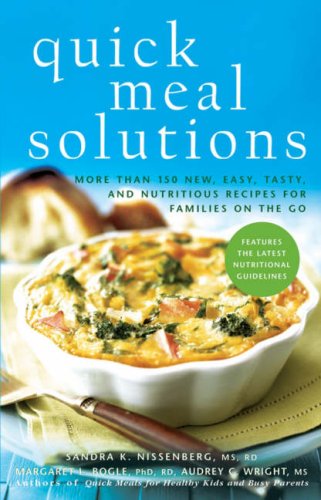 quick
meal
solutions
MORE THAN 150 NEW, EASY, TASTY,
AND NUTRITIOUS RECIPES FOR
FAMILIES ON THE GO
FEATURES
THE LATEST
NUTRITIONAL
GUIDELINES
SANDRA K. NISSENBERG, MS, RD
MARGARET L. BOGLE, PhD, RD, AUDREY C. WRIGHT, MS
Authors of Quick Meals for Healthy Kids and Busy Parents